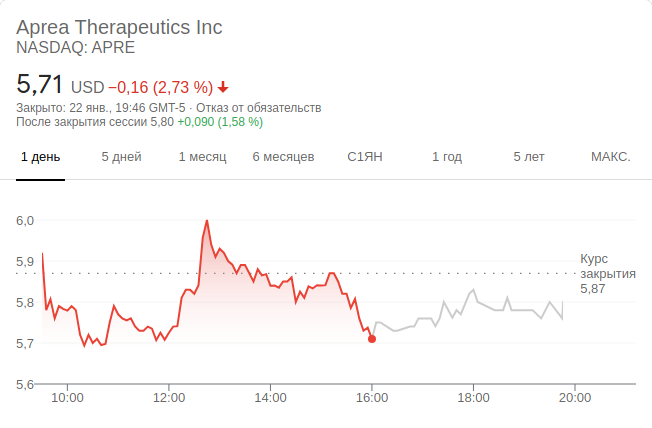 Aprea Therapeutics Inc
NASDAQ: APRE
5,71 USD −0,16 (2,73 %)
Закрыто: 22 янв., 19:46 GMT-5 · Отказ от обязательств
После закрытия сессии 5,80 +0,090 (1,58 %)
1 день 5 дней 1 месяц 6 месяцев С1ЯН 1 год 5 лет МАКС.
6,0
5,9
Курс
закрытия
5,87
5,8
5,7
5,6
10:00 12:00 14:00 16:00 18:00 20:00